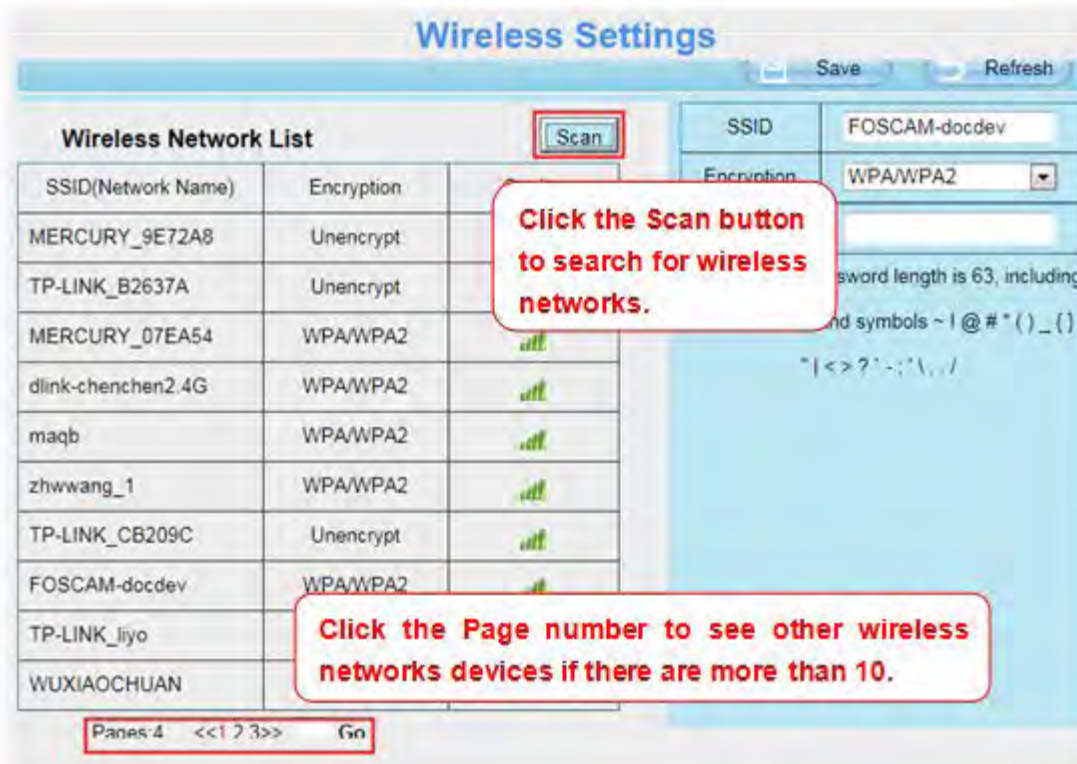 Wireless Settings
Save Refresh
Wireless Network List Scan
SSID FOSCAM-docdev
SSID(Network Name) Encryption
Encryption WPA/WPA2
MERCURY_9E72A8 Unencrypt
TP-LINK_B2637A Unencrypt
MERCURY_07EA54 WPA/WPA2
dlink-chenchen2.4G WPA/WPA2
maqb WPA/WPA2
zhwwang_1 WPA/WPA2
TP-LINK_CB209C Unencrypt
FOSCAM-docdev WPA/WPA2
TP-LINK_liyo
WUXIAOCHUAN
Pages:4 <<1 2 3>> Go
Click the Scan button
to search for wireless
networks.
sword length is 63, including
nd symbols ~ ! @ # * ( ) _ { }
Click the Page number to see other wireless
networks devices if there are more than 10.